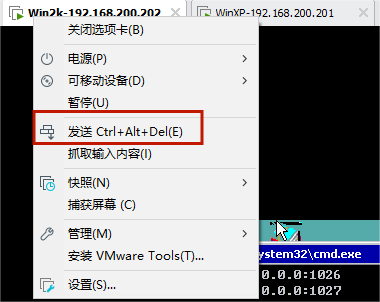 Win2k-192.168.200.202
WinXP-192.168.200.201
关闭选项卡(B)
电源(P)
可移动设备(D)
暂停(U)
发送 Ctrl+Alt+Del(E)
抓取输入内容(I)
快照(N)
捕获屏幕 (C)
管理(M)
安装 VMware Tools(T)...
设置(S)...
ystem32\cmd.exe
0.0.0:1026
0.0.0:1027